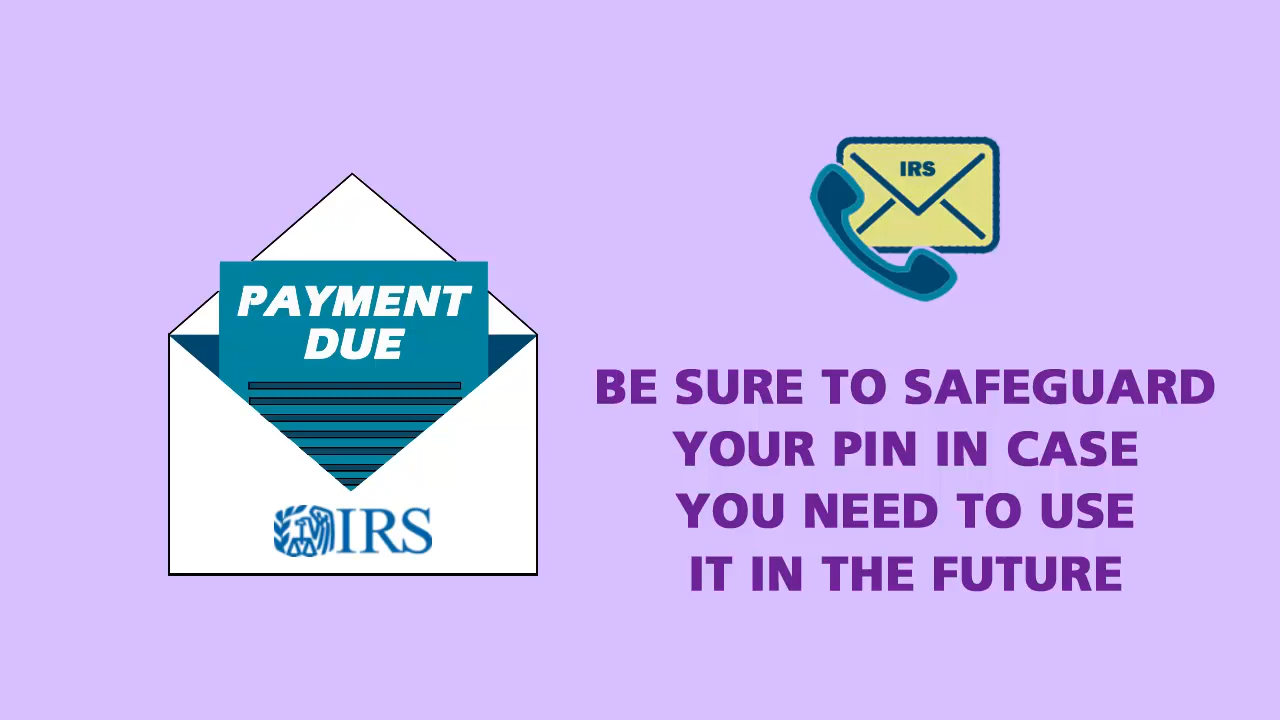 PAYMENT
DUE
IRS
IRS
BE SURE TO SAFEGUARD
YOUR PIN IN CASE
YOU NEED TO USE
IT IN THE FUTURE